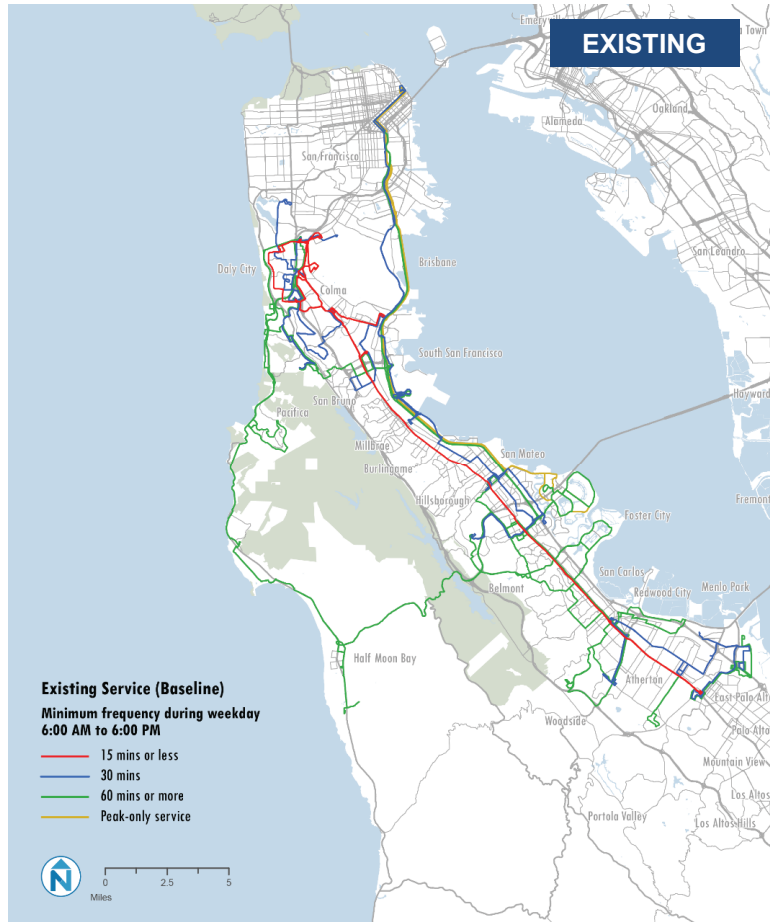 EXISTING
Emeryvill
a Town
Oakland
Alameda
San Francisco
San Leandro
Daly City
Brisbane
Colma
South San Francisco
Hayward
San Bruno
Pacifica
Millbrae
San Mateo
Burlingame
Hillsborough
Fremont
Foster City
San Carlos
Belmont
Redwood City
Menlo Park
Half Moon Bay
Atherton
East Palo Alto
Woodside
Palo Alto
Mountain View
Los Altos
Portola Valley
Los Altos Hills
Existing Service (Baseline)
Minimum frequency during weekday
6:00 AM to 6:00 PM
15 mins or less
30 mins
60 mins or more
Peak-only service
N
0 2.5 5
Miles